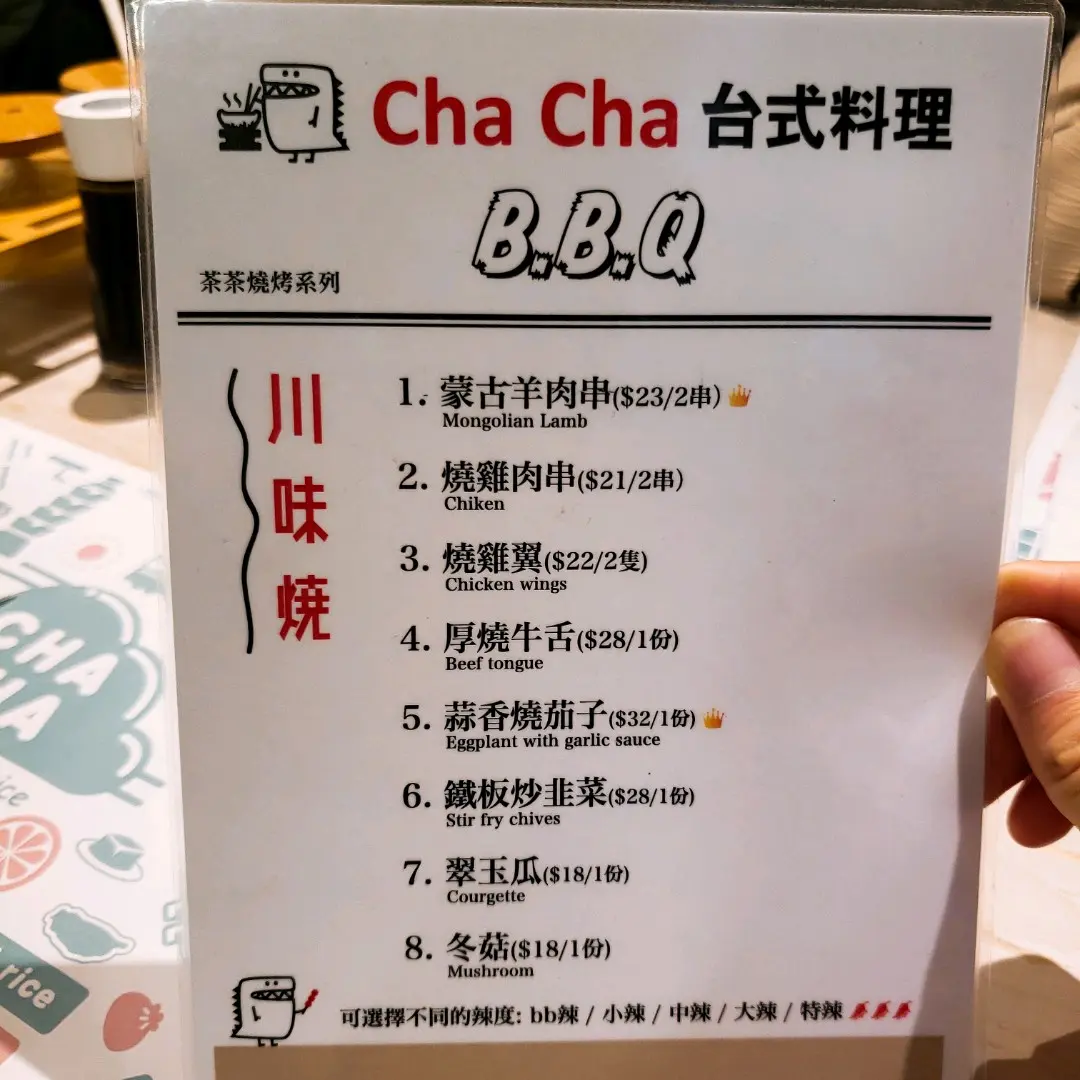 Cha Cha 台式料理
B.B.Q
茶茶燒烤系列
川味燒
1. 蒙古羊肉串($23/2串)
Mongolian Lamb
2. 燒雞肉串($21/2串)
Chiken
3. 燒雞翼($22/2隻)
Chicken wings
4. 厚燒牛舌($28/1份)
Beef tongue
5. 蒜香燒茄子($32/1份)
Eggplant with garlic sauce
6. 鐵板炒韭菜($28/1份)
Stir fry chives
7. 翠玉瓜($18/1份)
Courgette
8. 冬菇($18/1份)
Mushroom
可選擇不同的辣度: bb辣 / 小辣 / 中辣 / 大辣 / 特辣
CHA
rice
rice